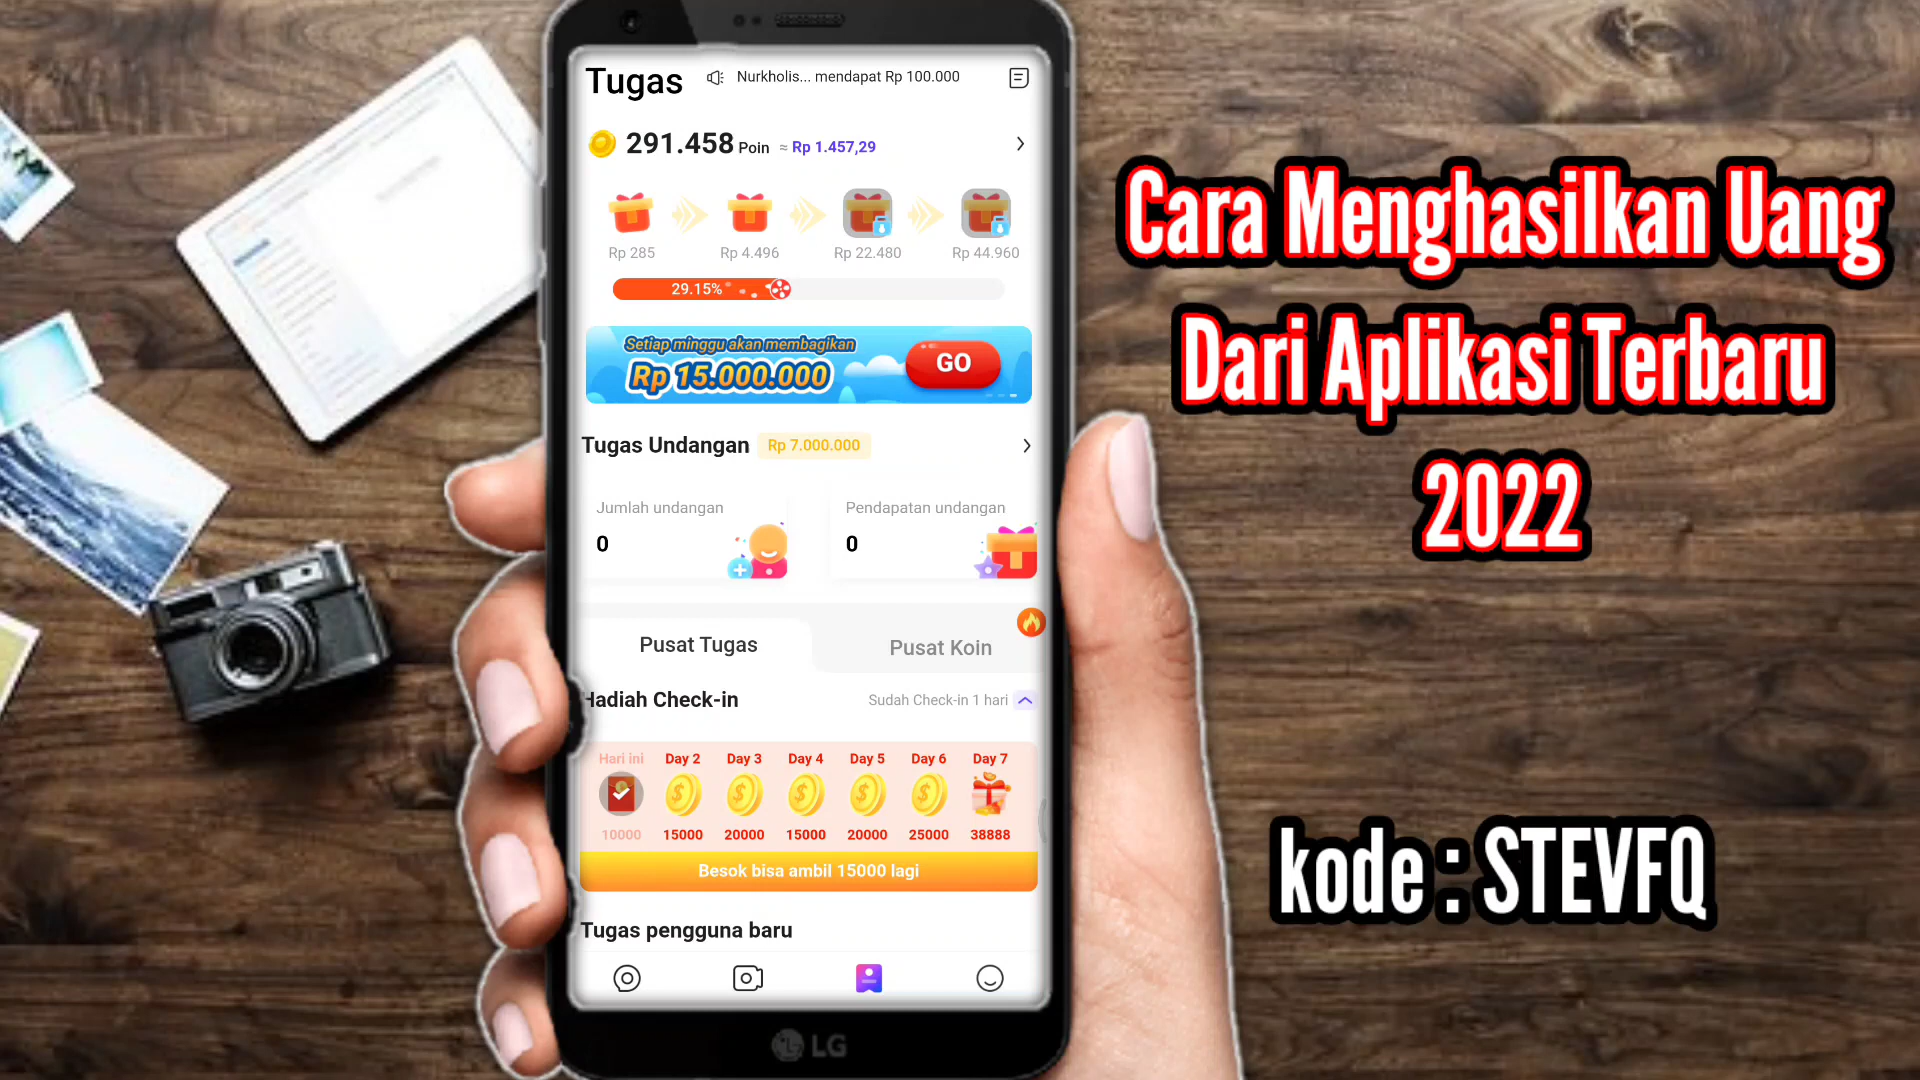 Tugas
Nurkholis... mendapat Rp 100.000
291.458 Poin ≈ Rp 1.457,29
Rp 285
Rp 4.496
Rp 22.480
Rp 44.960
29.15%
Setiap minggu akan membagikan
Rp 15.000.000
GO
Tugas Undangan Rp 7.000.000
Jumlah undangan
0
Pendapatan undangan
0
Pusat Tugas
Pusat Koin
Hadiah Check-in
Sudah Check-in 1 hari
Hari ini Day 2 Day 3 Day 4 Day 5 Day 6 Day 7
10000 15000 20000 15000 20000 25000 38888
Besok bisa ambil 15000 lagi
Tugas pengguna baru
LG
Cara Menghasilkan Uang
Dari Aplikasi Terbaru
2022
kode : STEVFQ